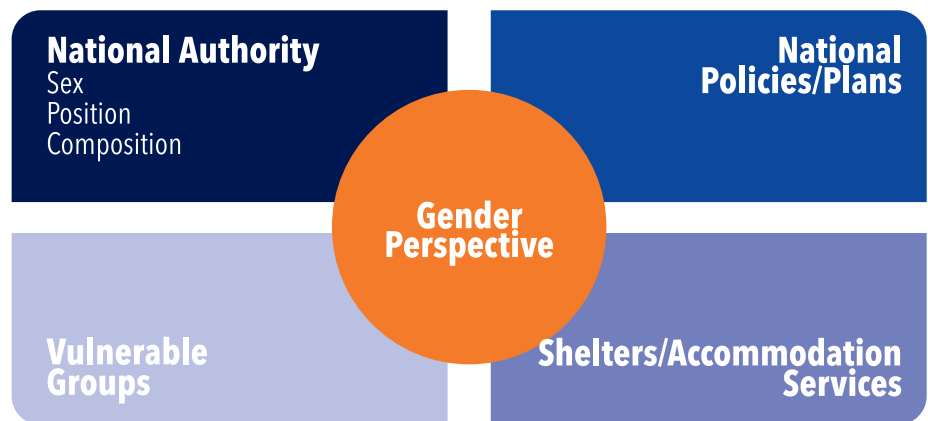 National Authority
Sex
Position
Composition
National
Policies/Plans
Gender
Perspective
Vulnerable
Groups
Shelters/Accommodation
Services